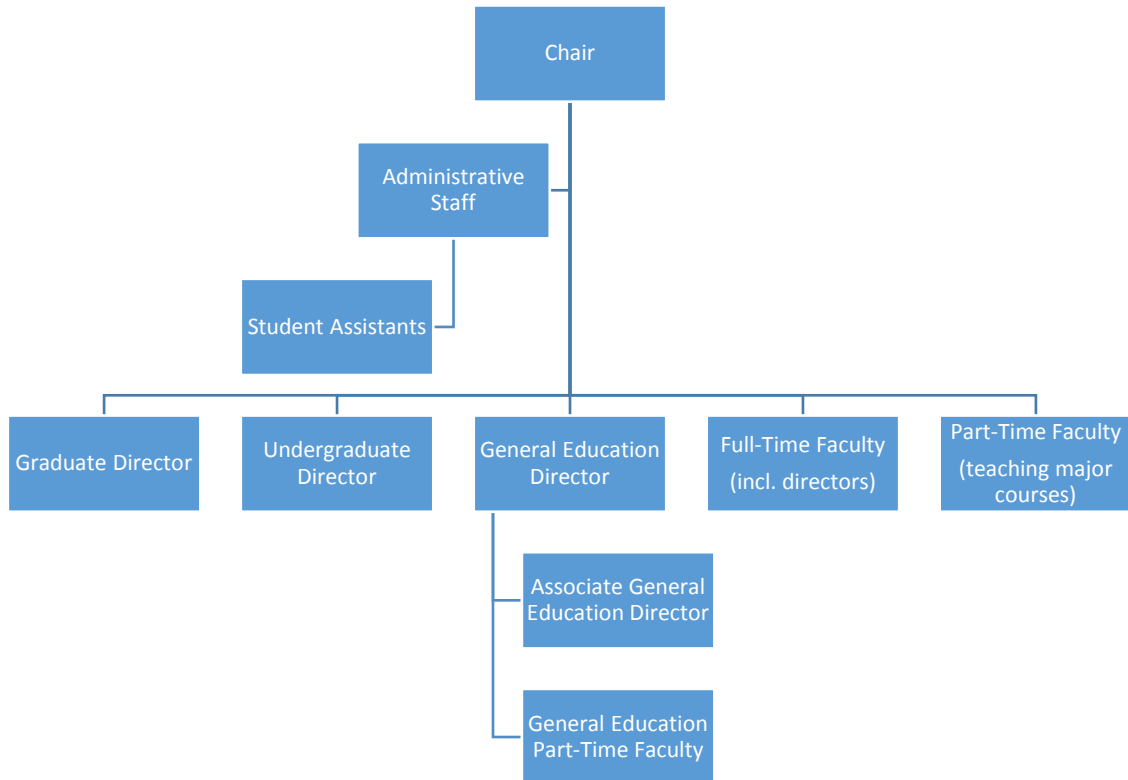 Chair
Administrative
Staff
Student Assistants
Graduate Director
Undergraduate
Director
General Education
Director
Full-Time Faculty
(incl. directors)
Part-Time Faculty
(teaching major
courses)
Associate General
Education Director
General Education
Part-Time Faculty